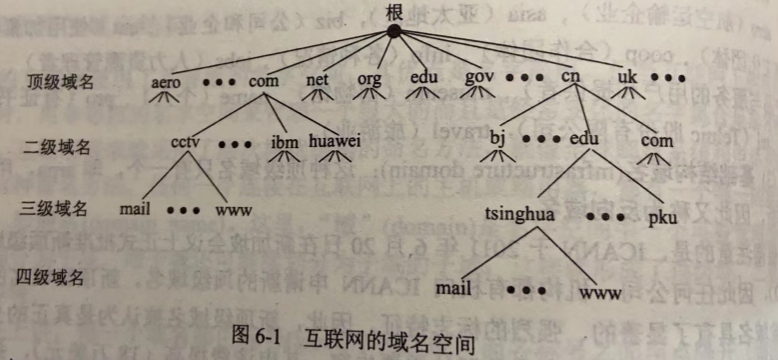 根
顶级域名 aero ••• com net org edu gov ••• cn uk •••
二级域名 cctv ••• ibm huawei bj ••• edu com
三级域名 mail ••• www tsinghua ••• pku
四级域名 mail ••• www
图 6-1 互联网的域名空间